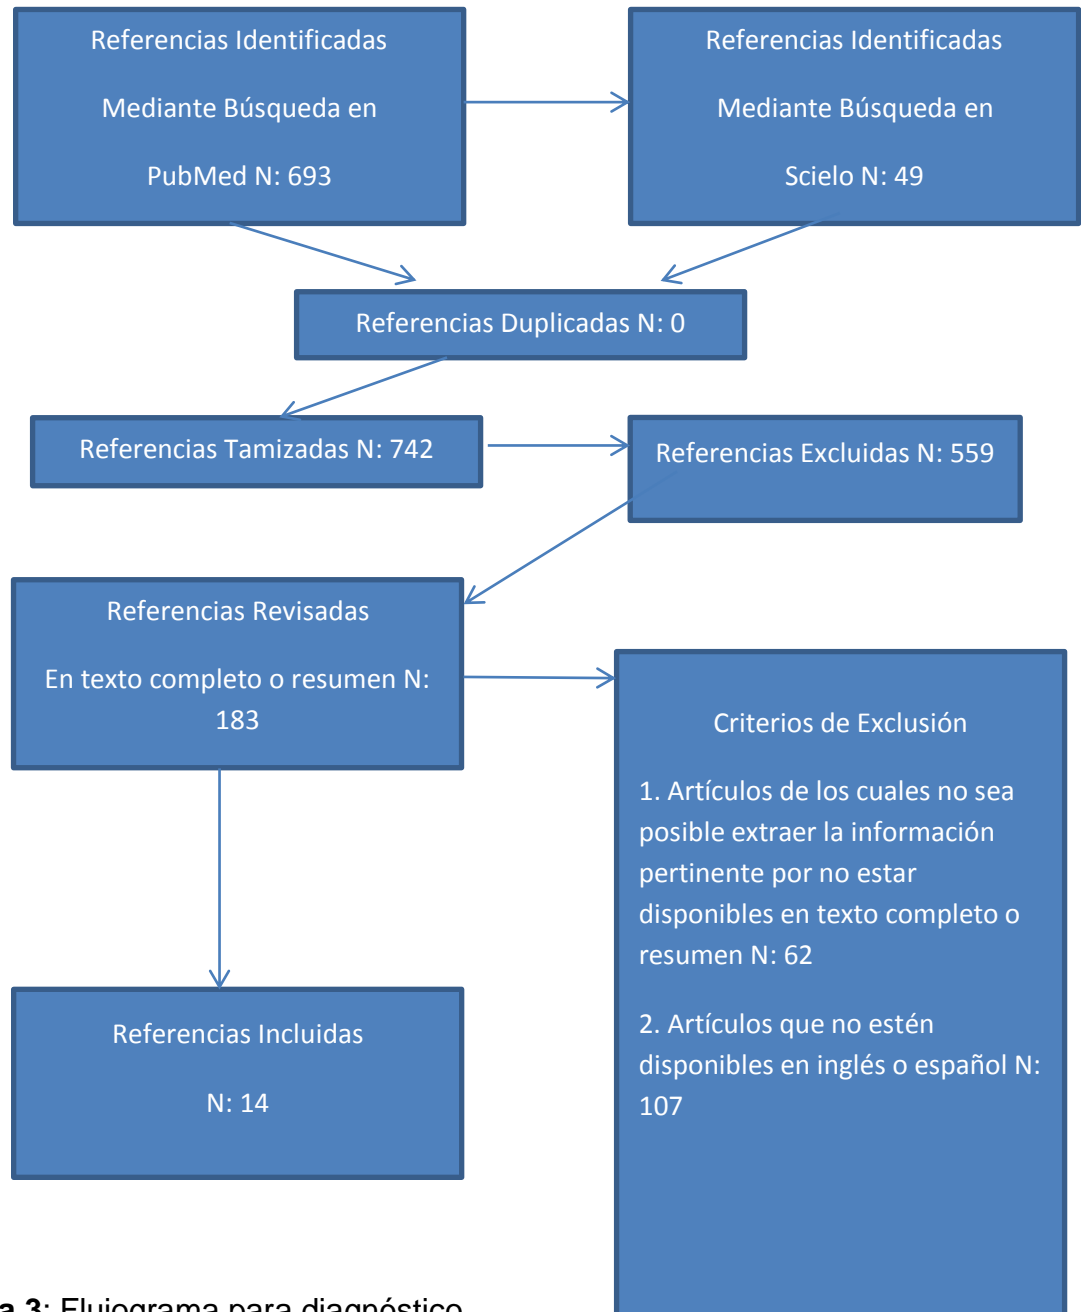 Referencias Identificadas
Mediante Búsqueda en
PubMed N: 693
Referencias Identificadas
Mediante Búsqueda en
Scielo N: 49
Referencias Duplicadas N: 0
Referencias Tamizadas N: 742
Referencias Excluidas N: 559
Referencias Revisadas
En texto completo o resumen N:
183
Criterios de Exclusión
1. Artículos de los cuales no sea
posible extraer la información
pertinente por no estar
disponibles en texto completo o
resumen N: 62
2. Artículos que no estén
disponibles en inglés o español N:
107
Referencias Incluidas
N: 14
a 3: Flujograma para diagnóstico